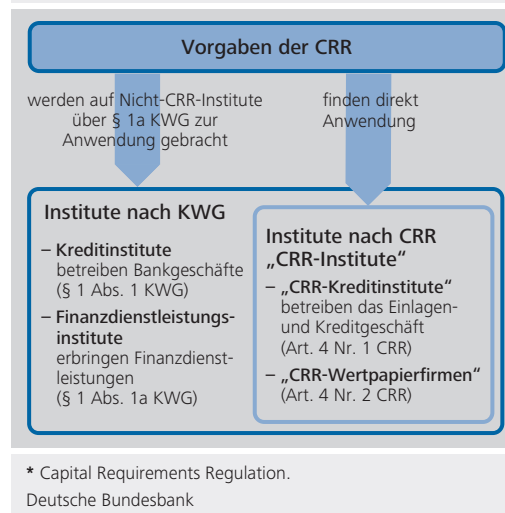 Vorgaben der CRR
werden auf Nicht-CRR-Institute
über § 1a KWG zur
Anwendung gebracht
finden direkt
Anwendung
Institute nach KWG
– Kreditinstitute
betreiben Bankgeschäfte
(§ 1 Abs. 1 KWG)
– Finanzdienstleistungs-
institute
erbringen Finanzdienst-
leistungen
(§ 1 Abs. 1a KWG)
Institute nach CRR
„CRR-Institute“
– „CRR-Kreditinstitute“
betreiben das Einlagen-
und Kreditgeschäft
(Art. 4 Nr. 1 CRR)
– „CRR-Wertpapierfirmen“
(Art. 4 Nr. 2 CRR)
* Capital Requirements Regulation.
Deutsche Bundesbank